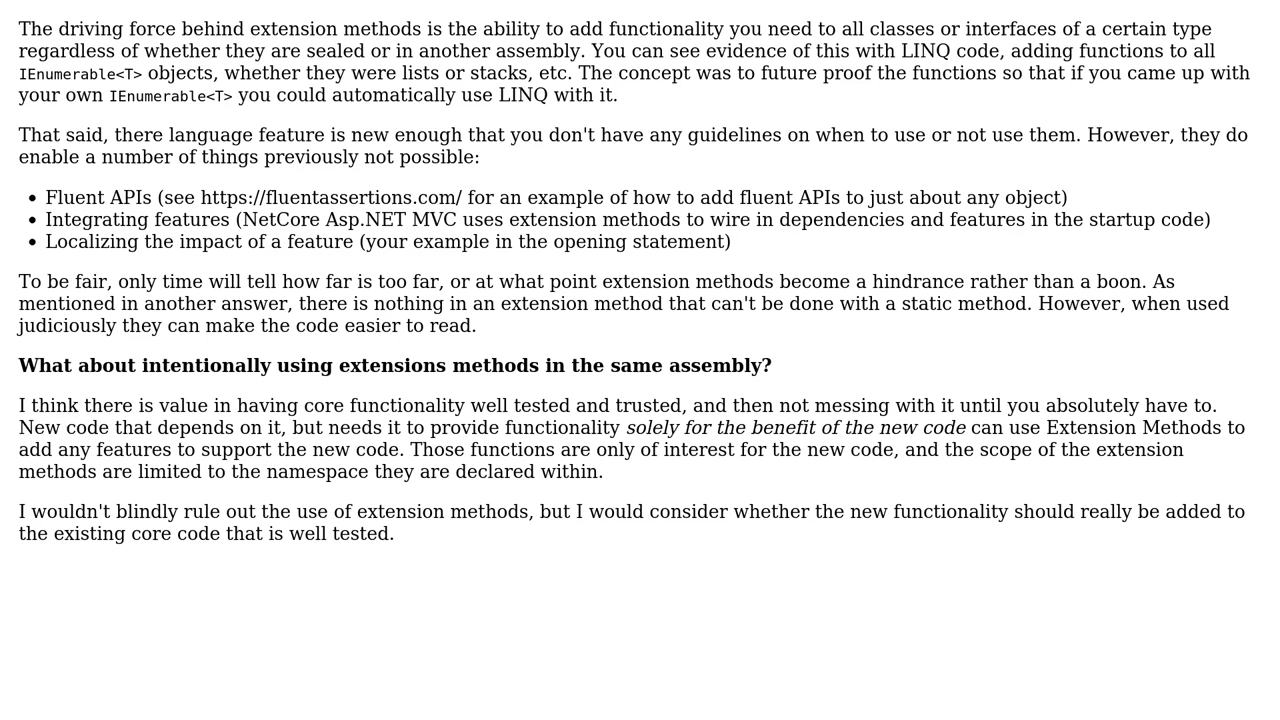 The driving force behind extension methods is the ability to add functionality you need to all classes or interfaces of a certain type
regardless of whether they are sealed or in another assembly. You can see evidence of this with LINQ code, adding functions to all
IEnumerable<T> objects, whether they were lists or stacks, etc. The concept was to future proof the functions so that if you came up with
your own IEnumerable<T> you could automatically use LINQ with it.
That said, there language feature is new enough that you don't have any guidelines on when to use or not use them. However, they do
enable a number of things previously not possible:
• Fluent APIs (see https://fluentassertions.com/ for an example of how to add fluent APIs to just about any object)
• Integrating features (NetCore Asp.NET MVC uses extension methods to wire in dependencies and features in the startup code)
• Localizing the impact of a feature (your example in the opening statement)
To be fair, only time will tell how far is too far, or at what point extension methods become a hindrance rather than a boon. As
mentioned in another answer, there is nothing in an extension method that can't be done with a static method. However, when used
judiciously they can make the code easier to read.
What about intentionally using extensions methods in the same assembly?
I think there is value in having core functionality well tested and trusted, and then not messing with it until you absolutely have to.
New code that depends on it, but needs it to provide functionality solely for the benefit of the new code can use Extension Methods to
add any features to support the new code. Those functions are only of interest for the new code, and the scope of the extension
methods are limited to the namespace they are declared within.
I wouldn't blindly rule out the use of extension methods, but I would consider whether the new functionality should really be added to
the existing core code that is well tested.